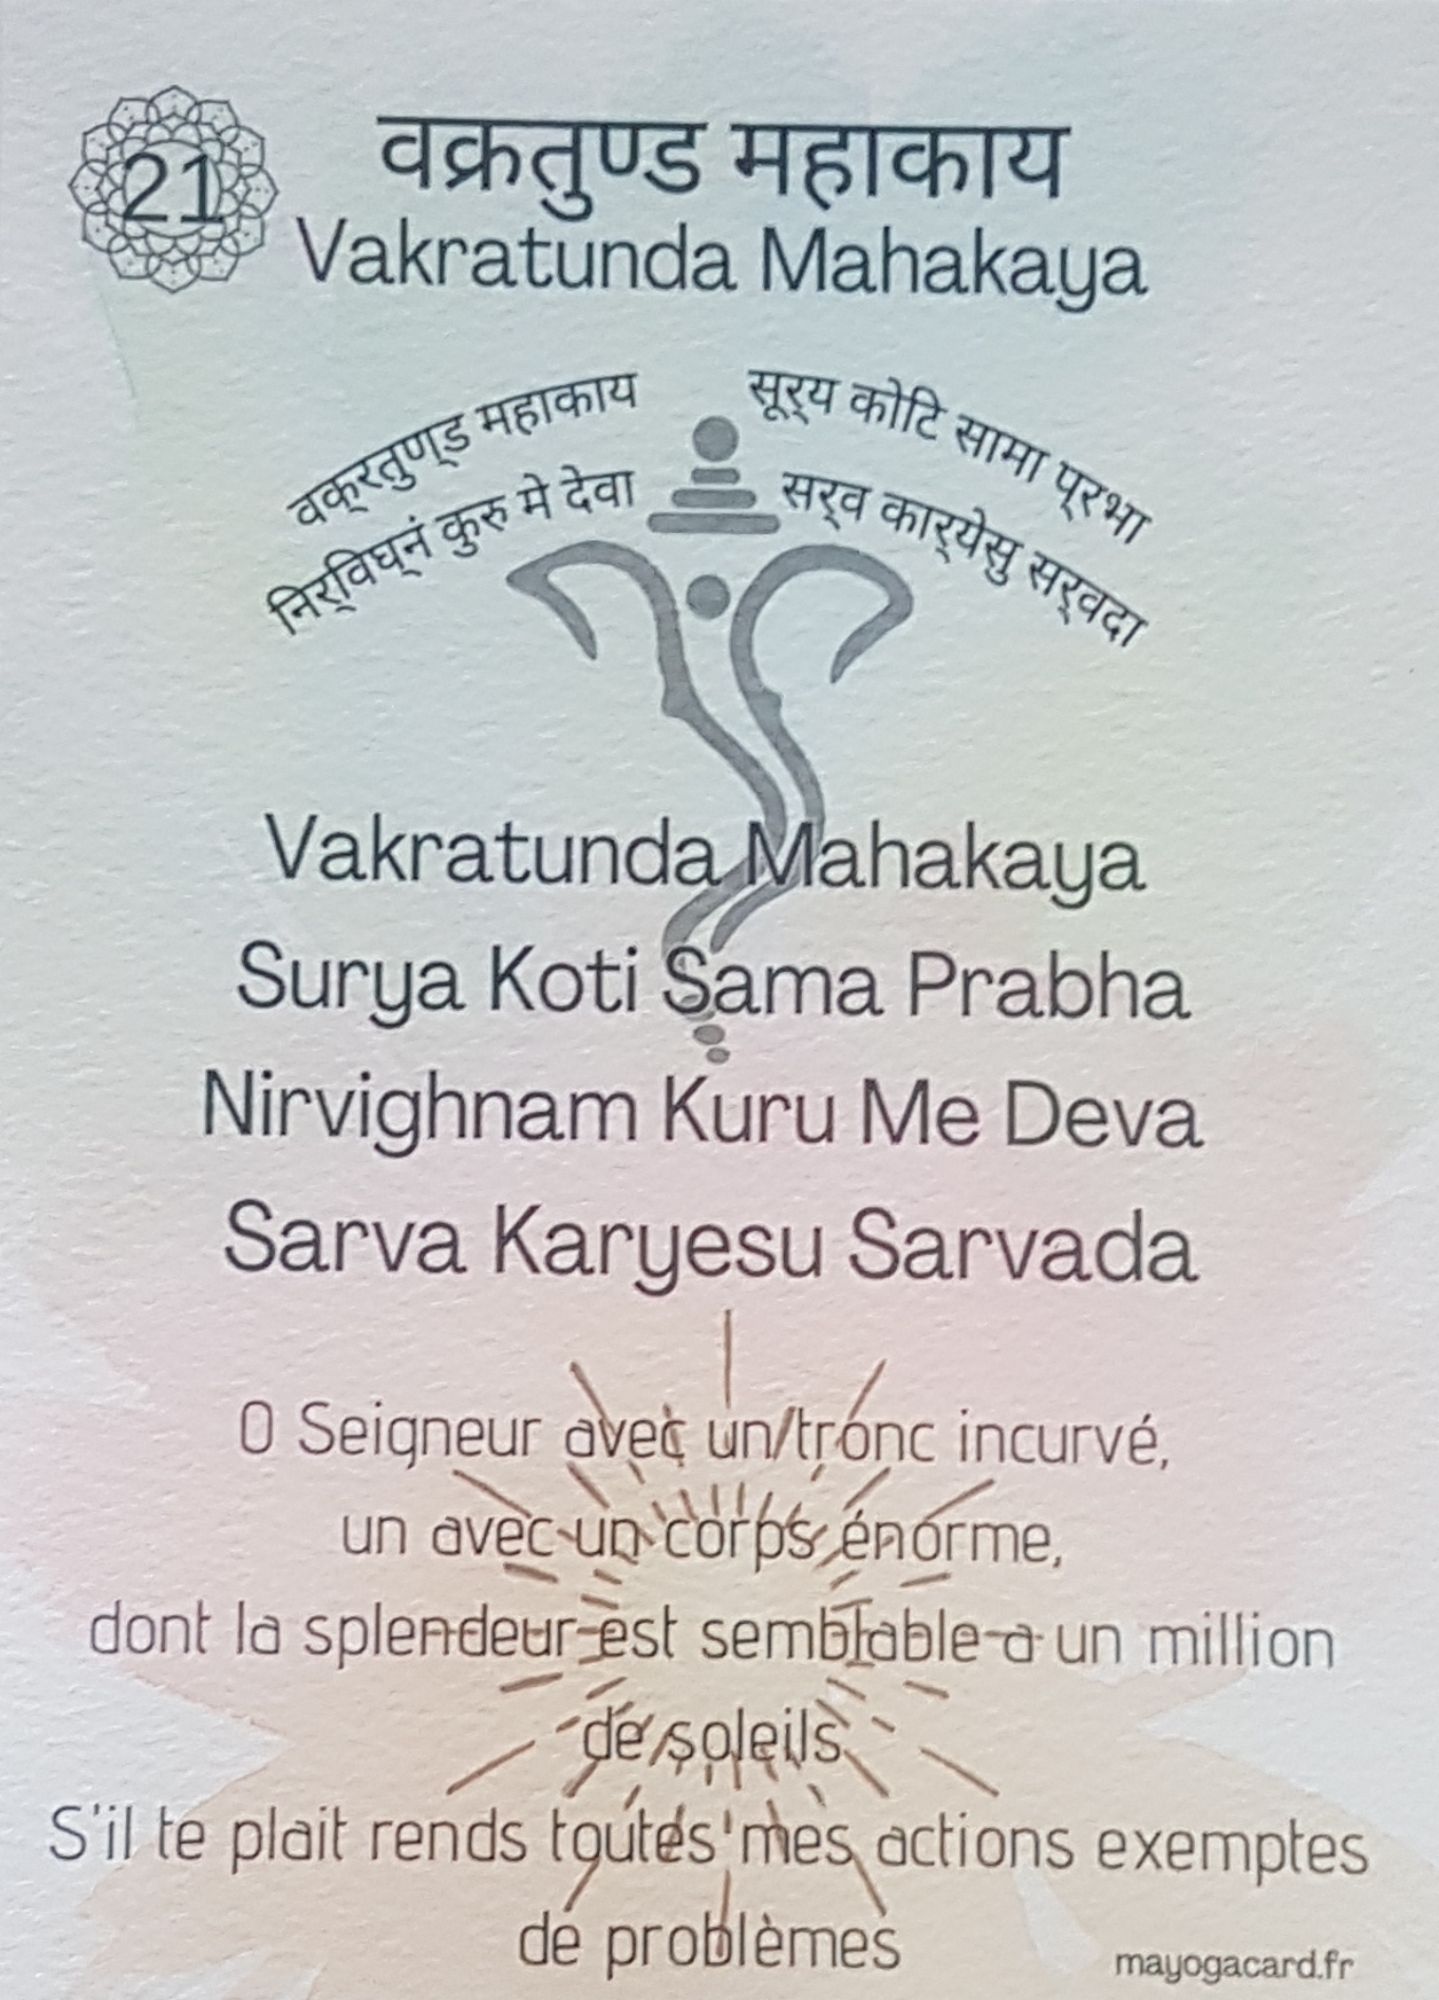 21
वक्रतुण्ड महाकाय
Vakratunda Mahakaya
वक्‌रतुण्‌ड महाकाय
सूर्‌य कोटि सामा प्‌रभा
निर्‌विघ्‌नं कुरु मे देवा
सर्‌व कार्‌येसु सर्‌वदा
Vakratunda Mahakaya
Surya Koti Sama Prabha
Nirvighnam Kuru Me Deva
Sarva Karyesu Sarvada
O Seigneur avec un tronc incurvé,
un avec un corps énorme,
dont la splendeur est semblable a un million
de soleils
S'il te plait rends toutes mes actions exemptes
de problèmes
mayogacard.fr